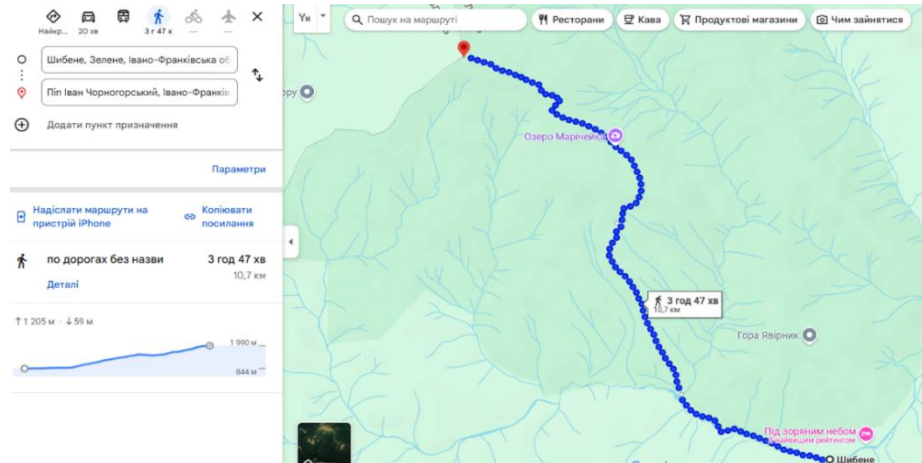 Найкр...
20 хв
3 г 47 х
Шибене, Зелене, Івано-Франківська об
Піп Іван Чорногорський, Івано-Франків
Додати пункт призначення
Параметри
Надіслати маршрути на
пристрій iPhone
Копіювати
посилання
по дорогах без назви
3 год 47 хв
10,7 км
Деталі
↑ 1 205 м · ↓ 59 м
1 990 м
844 м
Пошук на маршруті
Ресторани
Кава
Продуктові магазини
Чим зайнятися
ору
Озеро Марічейка
3 год 47 хв
10,7 км
Гора Явірник
Під зоряним небом
З найвищим рейтингом
Шибене